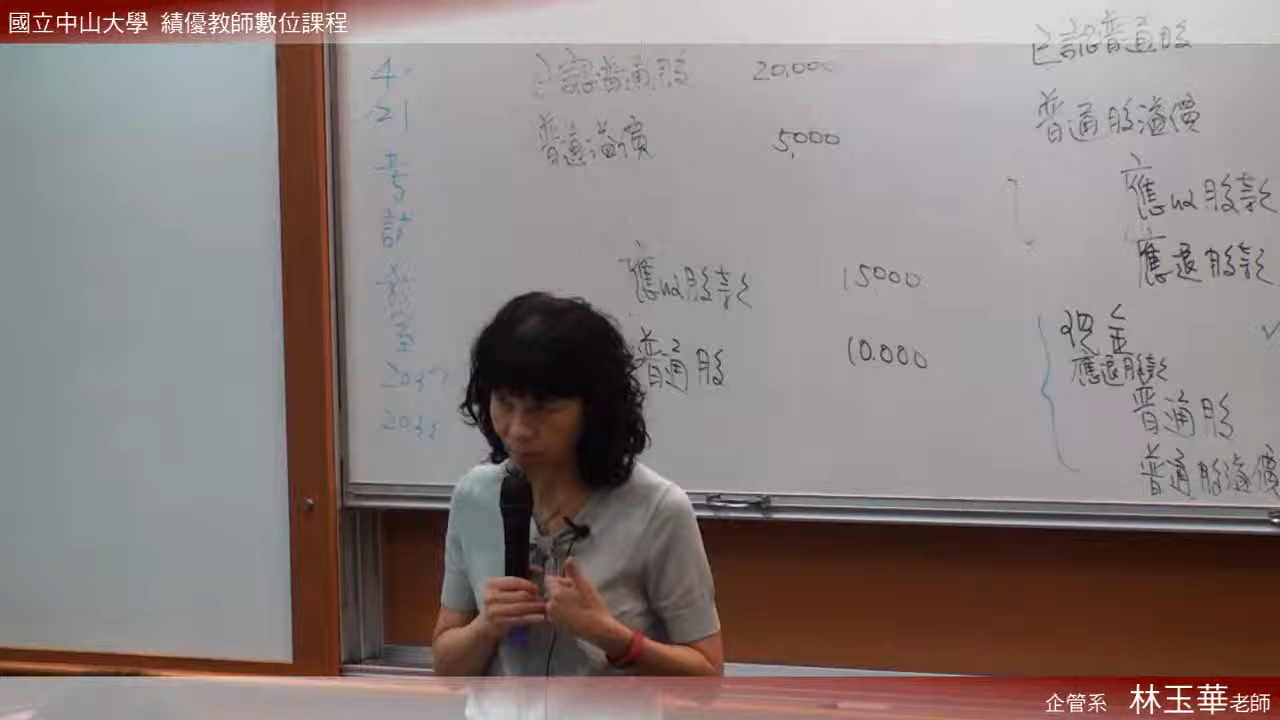 國立中山大學 績優教師數位課程
4.
21
考
試
教
室
已認普通股 20,000
普通溢價 5,000
應收股款 15000
普通股 10.000
已認普通股
普通股溢價
應收股款
應退股款
現金
應退股款
普通股
普通股溢價
企管系 林玉華老師